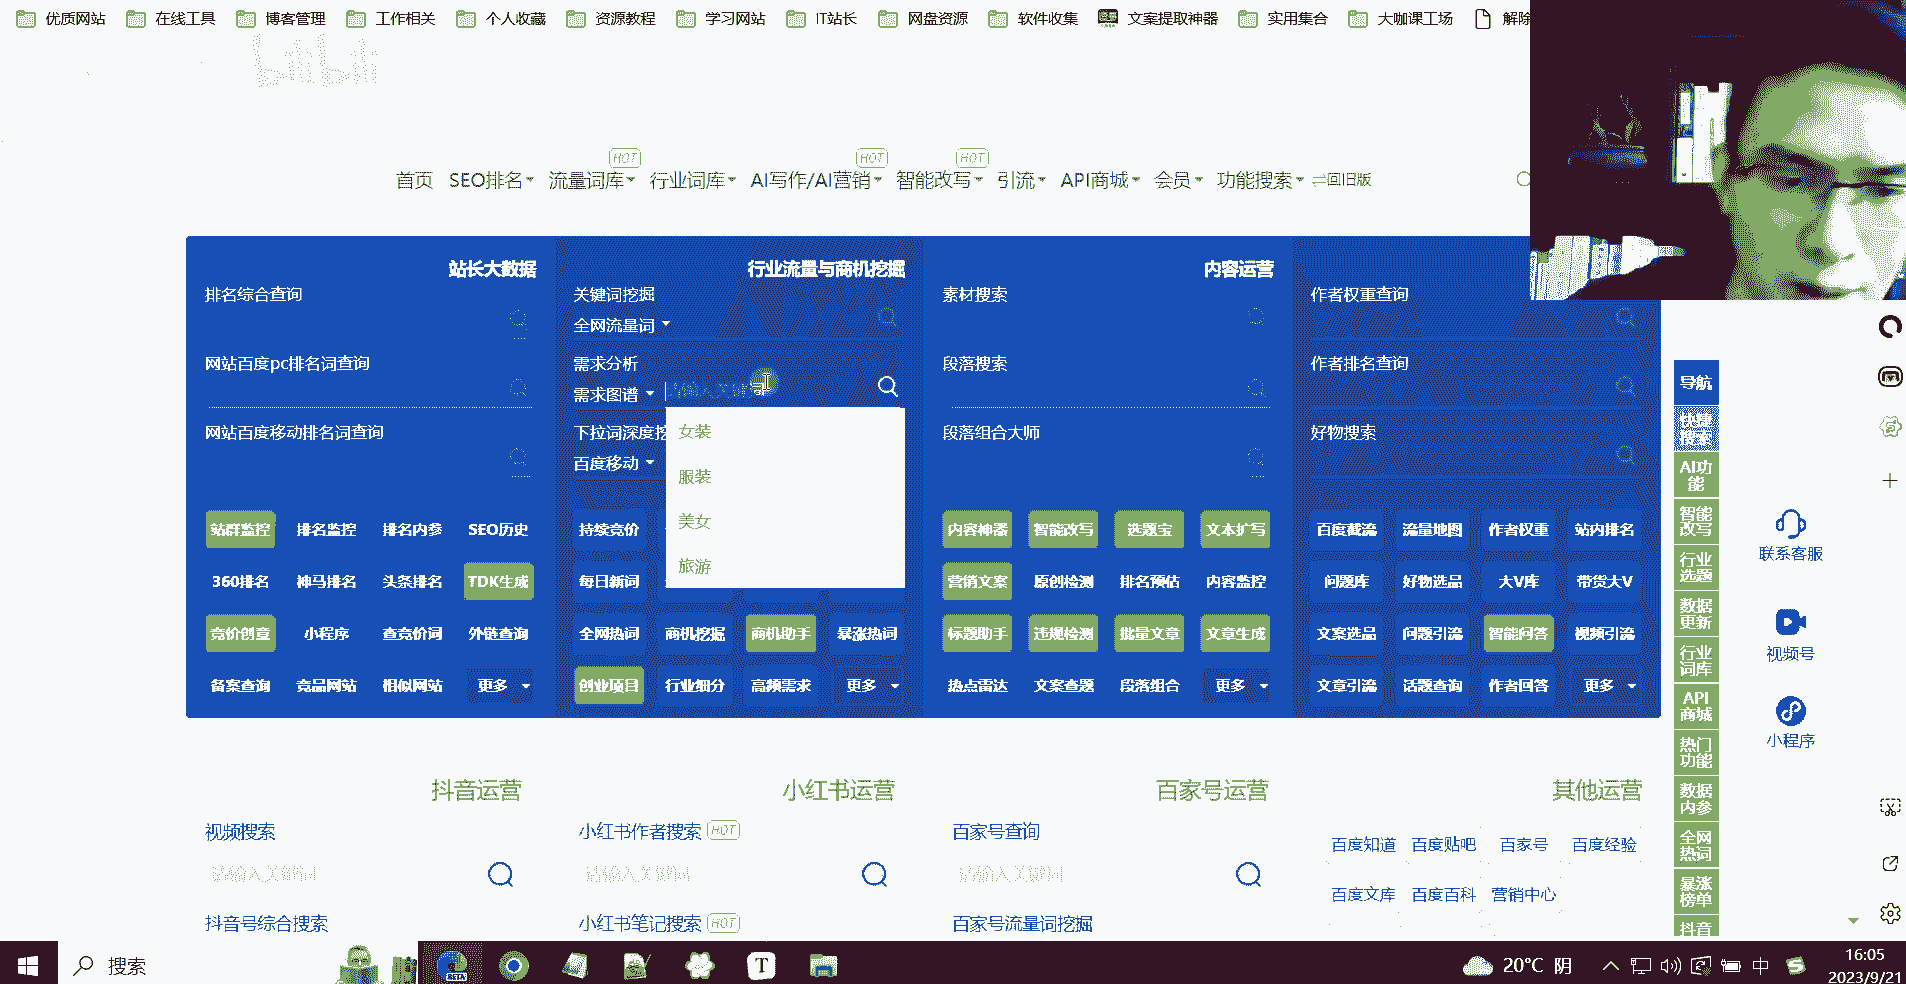 优质网站 在线工具 博客管理 工作相关 个人收藏 资源教程 学习网站 IT站长 网盘资源 软件收集 文案提取神器 实用集合 大咖课工场 解除
bilibili
HOT HOT HOT
首页 SEO排名 流量词库 行业词库 AI写作/AI营销 智能改写 引流 API商城 会员 功能搜索 回旧版
站长大数据 行业流量与商机挖掘 内容运营
排名综合查询 关键词挖掘 素材搜索 作者权重查询
全网流量词
网站百度pc排名词查询 需求分析 段落搜索 作者排名查询
需求图谱 请输入关键词
网站百度移动排名词查询 下拉词深度挖 女装 段落组合大师 好物搜索
百度移动 服装
美女
站群监控 排名监控 排名内参 SEO历史 持续竞价 内容神器 智能改写 选题宝 文本扩写 百度截流 流量地图 作者权重 站内排名
旅游
360排名 神马排名 头条排名 TDK生成 每日新词 营销文案 原创检测 排名预估 内容监控 问题库 好物选品 大V库 带货大V
竞价创意 小程序 查竞价词 外链查询 全网热词 商机挖掘 商机助手 暴涨热词 标题助手 违规检测 批量文章 文章生成 文案选品 问题引流 智能问答 视频引流
备案查询 竞品网站 相似网站 更多 创业项目 行业细分 高频需求 更多 热点雷达 文案查题 段落组合 更多 文章引流 话题查询 作者回答 更多
导航
快捷搜索
AI功能
智能改写
行业选题
数据更新
行业词库
API商城
热门功能
数据内参
全网热词
暴涨榜单
抖音
联系客服
视频号
小程序
抖音运营 小红书运营 百家号运营 其他运营
视频搜索 小红书作者搜索 HOT 百家号查询
百度知道 百度贴吧 百家号 百度经验
请输入关键词 请输入关键词 请输入关键词
百度文库 百度百科 营销中心
抖音号综合搜索 小红书笔记搜索 HOT 百家号流量词挖掘
搜索 BETA T 20°C 阴 中 16:05
2023/9/21